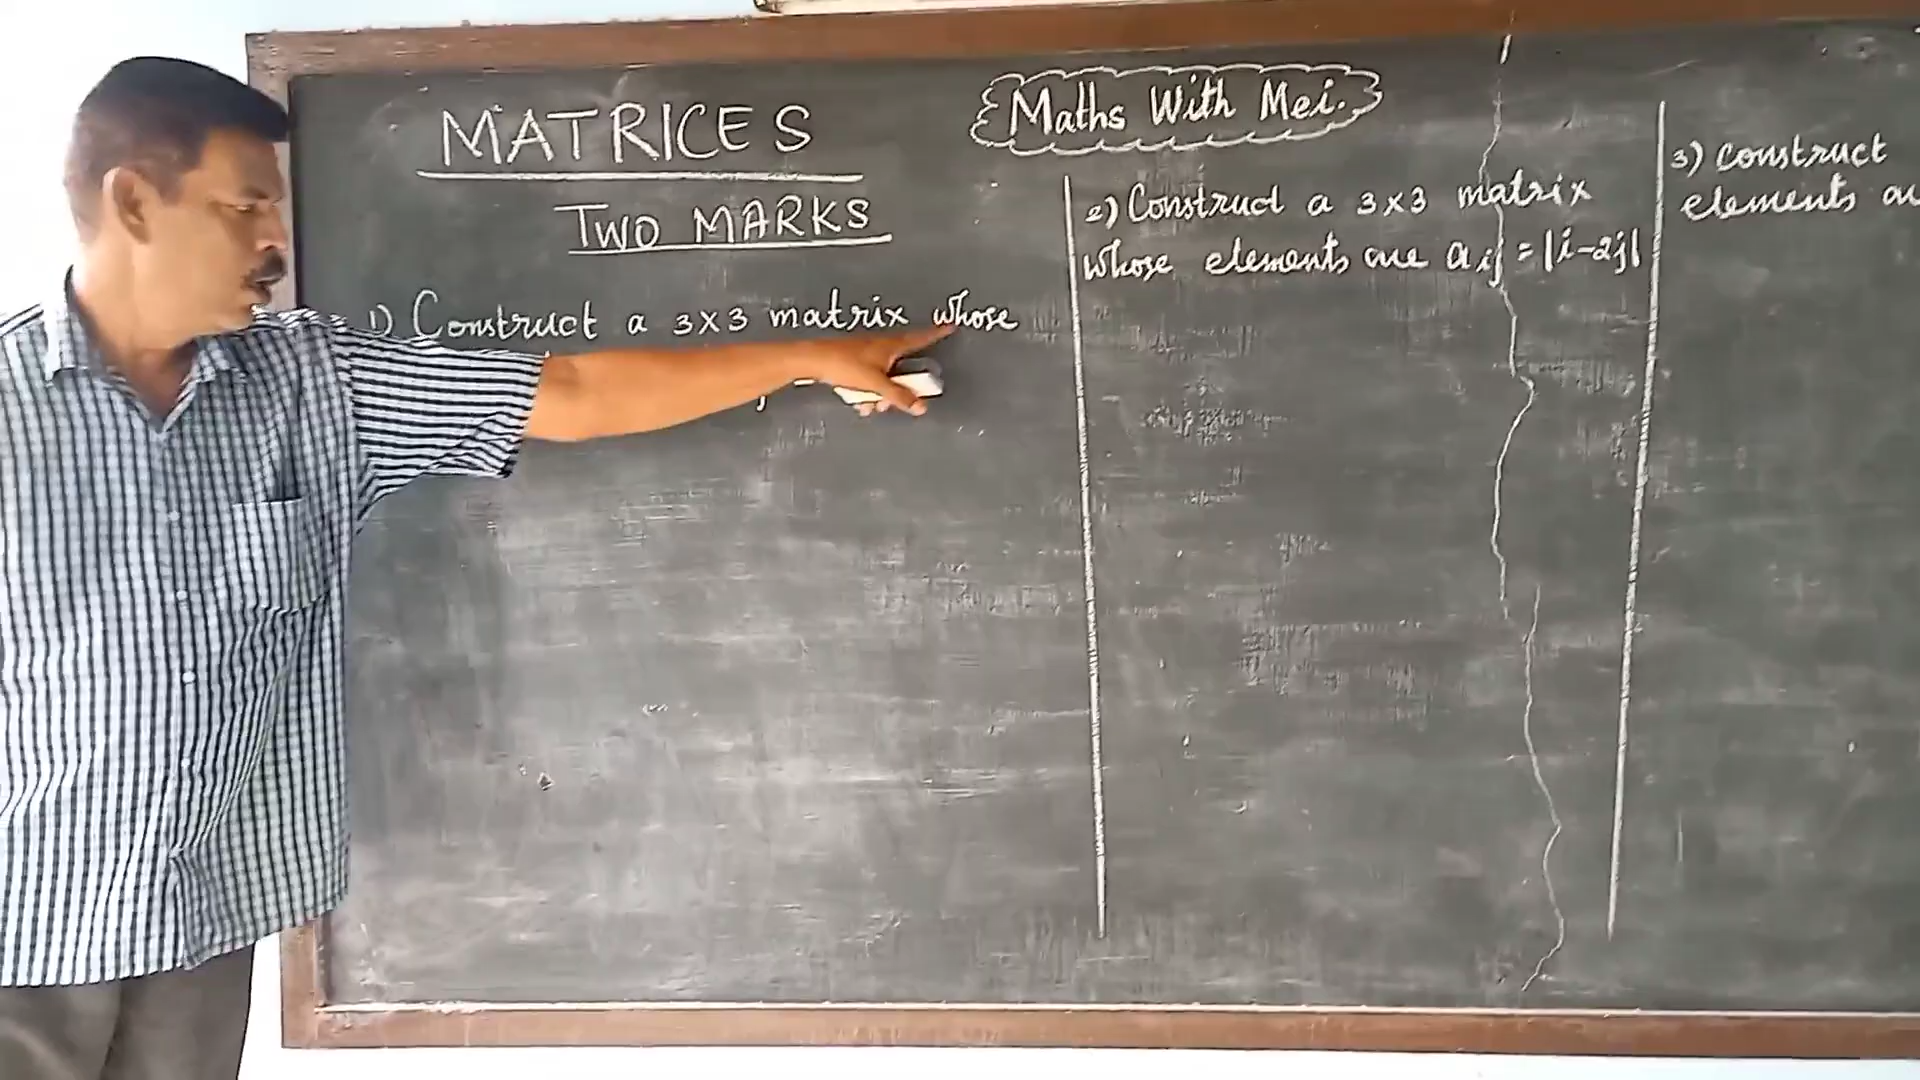 MATRICES
TWO MARKS
Maths With Mei.
1) Construct a 3x3 matrix whose
2) Construct a 3x3 matrix
whose elements are aij = |i-2j|
3) construct
elements